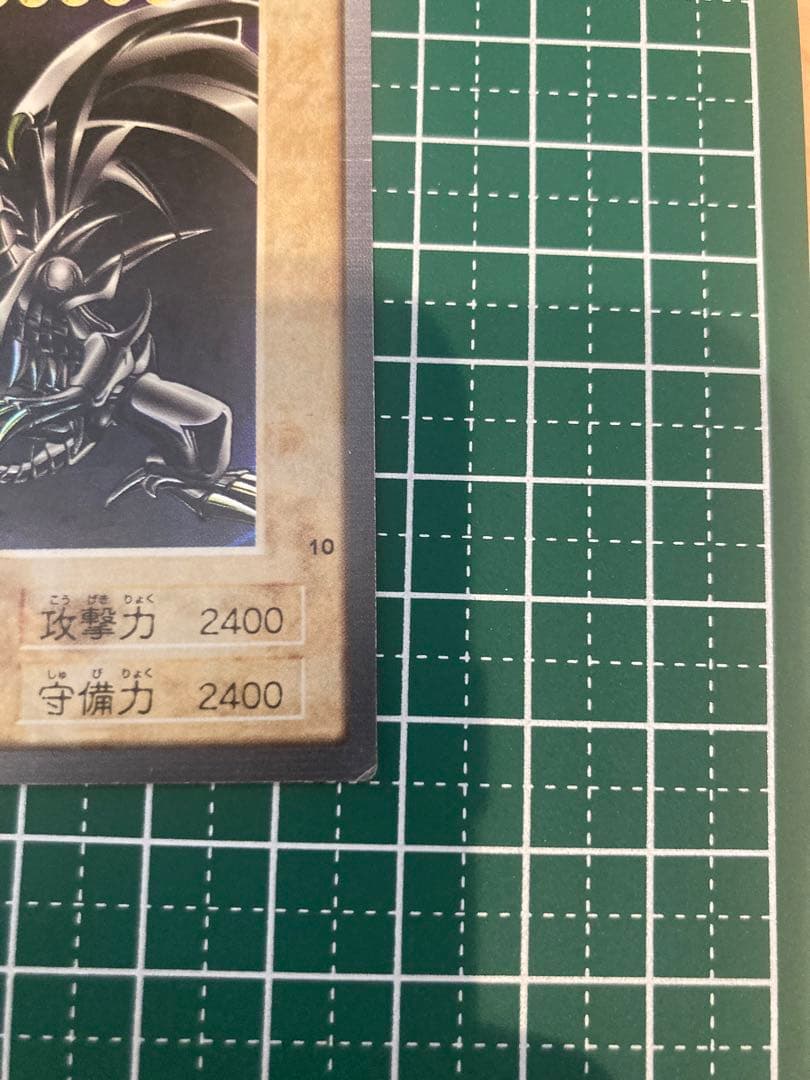 10
こう げき りょく
攻撃力 2400
しゅ び りょく
守備力 2400